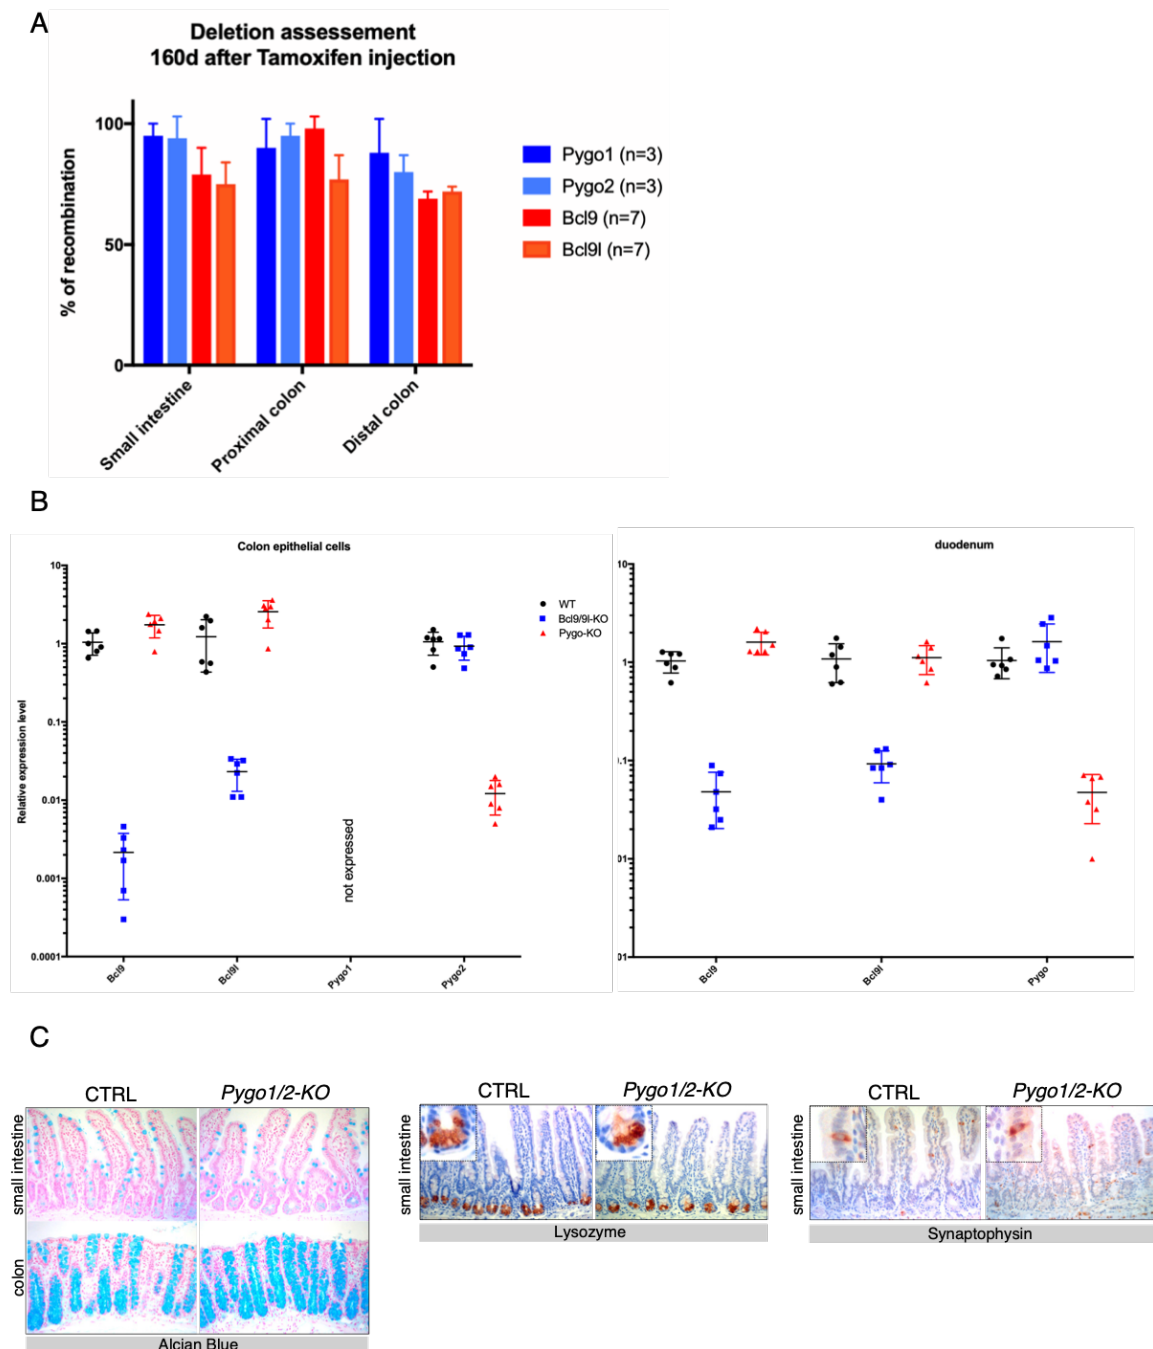 A
Deletion assessement
160d after Tamoxifen injection
% of recombination
100
50
0
Small intestine
Proximal colon
Distal colon
Pygo1 (n=3)
Pygo2 (n=3)
Bcl9 (n=7)
Bcl9l (n=7)
B
Colon epithelial cells
Relative expression level
10
1
0.1
0.01
0.001
0.0001
not expressed
Bcl9
Bcl9l
Pygo1
Pygo2
WT
Bcl9/9l-KO
Pygo-KO
duodenum
10
1
.1
01
01
Bcl9
Bcl9l
Pygo
C
CTRL
Pygo1/2-KO
small intestine
colon
Alcian Blue
CTRL
Pygo1/2-KO
small intestine
Lysozyme
CTRL
Pygo1/2-KO
small intestine
Synaptophysin